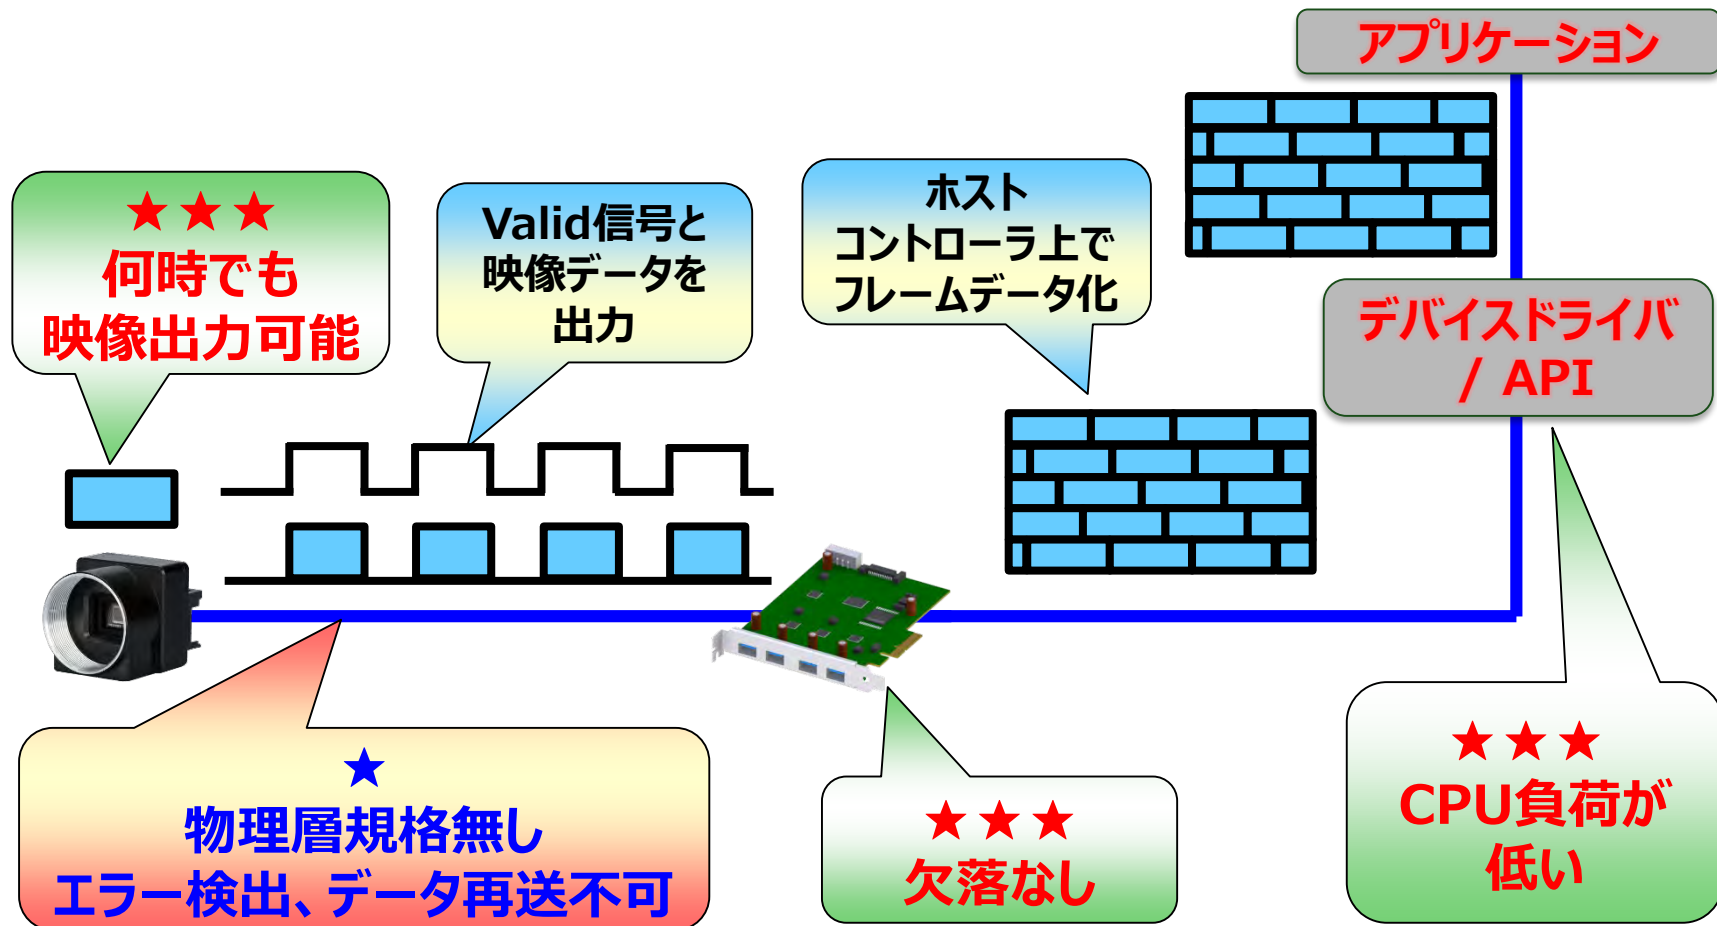 アプリケーション
★★★
何時でも
映像出力可能
Valid信号と
映像データを
出力
ホスト
コントローラ上で
フレームデータ化
デバイスドライバ
/ API
★
物理層規格無し
エラー検出、データ再送不可
★★★
欠落なし
★★★
CPU負荷が
低い